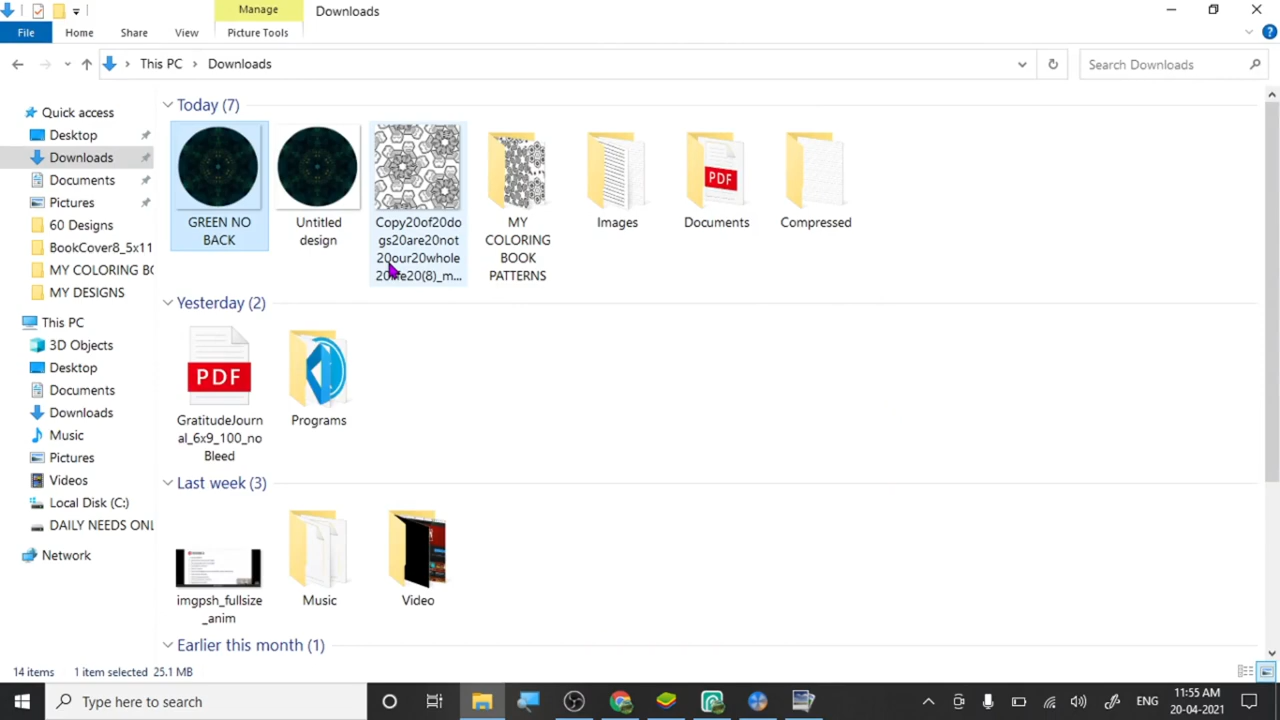 Manage
Downloads
File
Home
Share
View
Picture Tools
This PC
Downloads
Search Downloads
Quick access
Desktop
Downloads
Documents
Pictures
60 Designs
BookCover8_5x11
MY COLORING BO
MY DESIGNS
This PC
3D Objects
Desktop
Documents
Downloads
Music
Pictures
Videos
Local Disk (C:)
DAILY NEEDS ONL
Network
Today (7)
GREEN NO
BACK
Untitled
design
Copy20of20do
gs20are20not
20our20whole
MY
COLORING
BOOK
PATTERNS
Images
PDF
Documents
Compressed
Yesterday (2)
PDF
GratitudeJourn
al_6x9_100_no
Bleed
Programs
Last week (3)
imgpsh_fullsize
_anim
Music
Video
Earlier this month (1)
14 items
1 item selected 25.1 MB
Type here to search
ENG
11:55 AM
20-04-2021